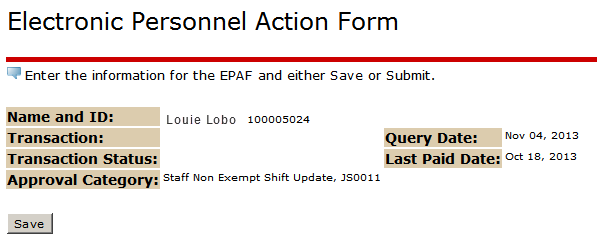 Electronic Personnel Action Form
Enter the information for the EPAF and either Save or Submit.
Name and ID: Louie Lobo 100005024
Transaction: Query Date: Nov 04, 2013
Transaction Status: Last Paid Date: Oct 18, 2013
Approval Category: Staff Non Exempt Shift Update, JS0011
Save